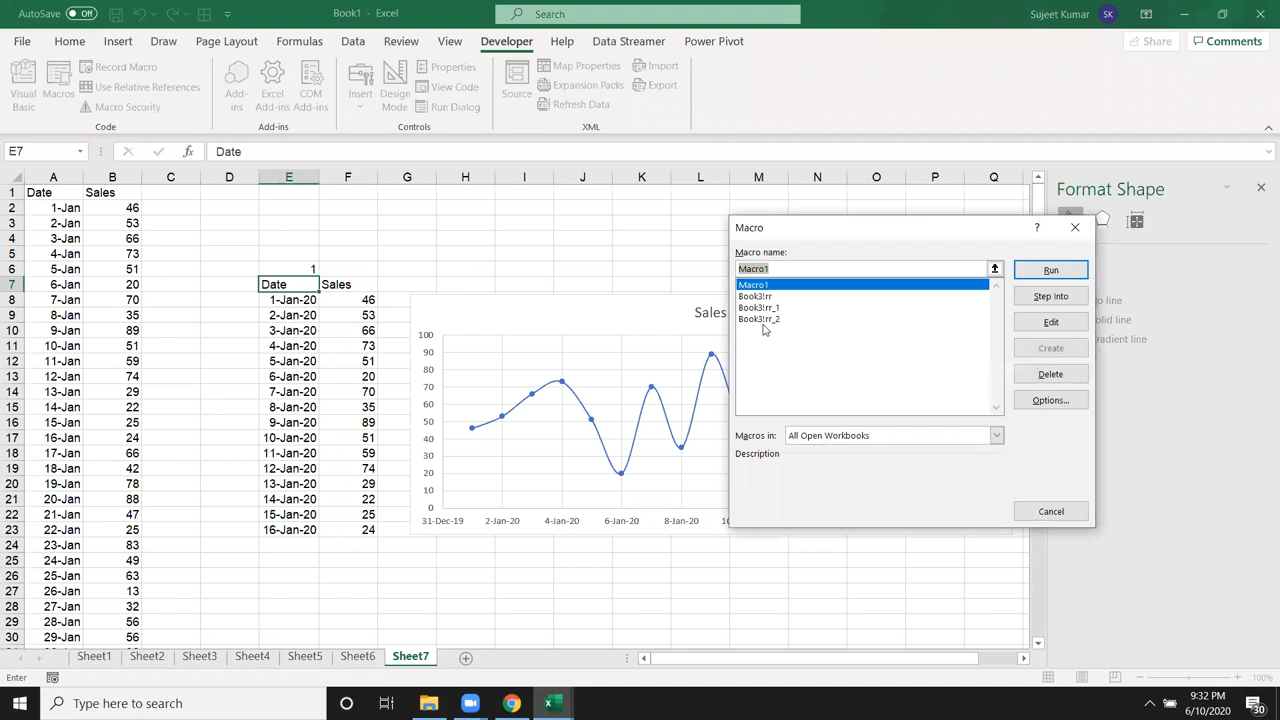 AutoSave Off Book1 - Excel Search Sujeet Kumar SK
File Home Insert Draw Page Layout Formulas Data Review View Developer Help Data Streamer Power Pivot Share Comments
Visual Basic
Macros
Record Macro
Use Relative References
Macro Security
Code
Add-ins
Excel Add-ins
COM Add-ins
Add-ins
Insert
Design Mode
Properties
View Code
Run Dialog
Controls
Source
Map Properties
Expansion Packs
Refresh Data
Import
Export
XML
E7 fx Date
A B C D E F G H I J K L M N O P Q
1 Date Sales
2 1-Jan 46
3 2-Jan 53
4 3-Jan 66
5 4-Jan 73
6 5-Jan 51 1
7 6-Jan 20 Date Sales
8 7-Jan 70 1-Jan-20 46
9 8-Jan 35 2-Jan-20 53
10 9-Jan 89 3-Jan-20 66
11 10-Jan 51 4-Jan-20 73
12 11-Jan 59 5-Jan-20 51
13 12-Jan 74 6-Jan-20 20
14 13-Jan 29 7-Jan-20 70
15 14-Jan 22 8-Jan-20 35
16 15-Jan 25 9-Jan-20 89
17 16-Jan 24 10-Jan-20 51
18 17-Jan 66 11-Jan-20 59
19 18-Jan 42 12-Jan-20 74
20 19-Jan 78 13-Jan-20 29
21 20-Jan 88 14-Jan-20 22
22 21-Jan 47 15-Jan-20 25
23 22-Jan 53 16-Jan-20 24
24 23-Jan 83
25 24-Jan 49
26 25-Jan 63
27 26-Jan 13
28 27-Jan 32
29 28-Jan 56
30 29-Jan 56
Sales
100
90
80
70
60
50
40
30
20
10
0
31-Dec-19 2-Jan-20 4-Jan-20 6-Jan-20 8-Jan-20
Format Shape
Macro
Macro name:
Macro1
Macro1
Book3!rr
Book3!rr_1
Book3!rr_2
Run
Step Into
Edit
Create
Delete
Options...
Macros in: All Open Workbooks
Description
Cancel
Sheet1 Sheet2 Sheet3 Sheet4 Sheet5 Sheet6 Sheet7
Enter 100%
Type here to search
9:32 PM
6/10/2020
30